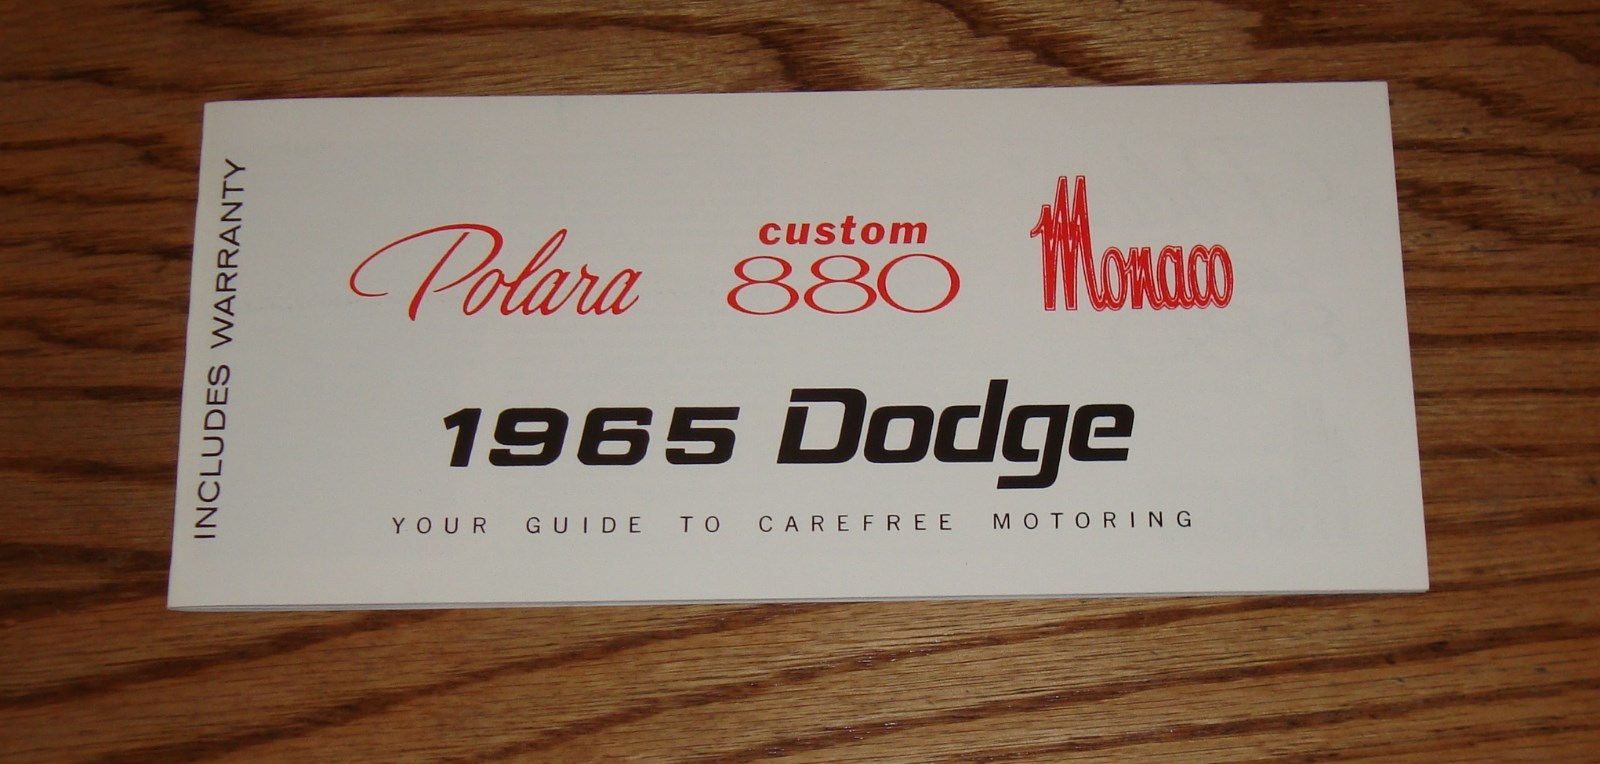 INCLUDES WARRANTY
Polara
custom
880
Monaco
1965 Dodge
YOUR GUIDE TO CAREFREE MOTORING